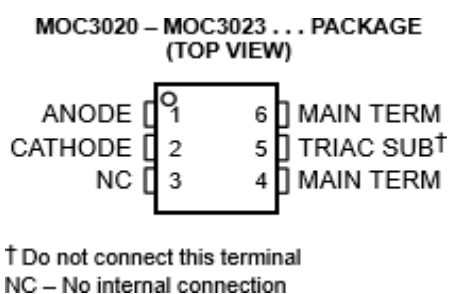 MOC3020 – MOC3023 . . . PACKAGE
(TOP VIEW)
ANODE 1 6 MAIN TERM
CATHODE 2 5 TRIAC SUB†
NC 3 4 MAIN TERM
† Do not connect this terminal
NC – No internal connection